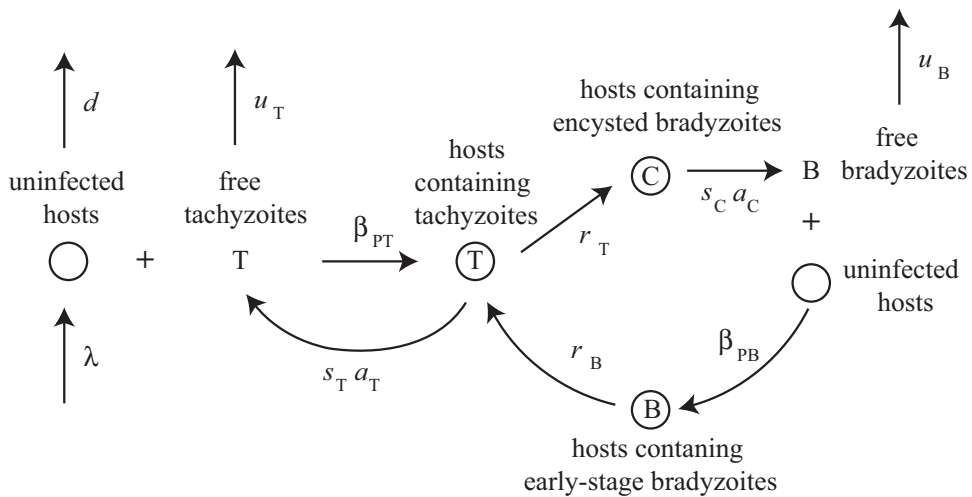 d
u T
u B
hosts containing
encysted bradyzoites
hosts
containing
tachyzoites
uninfected
hosts
free
tachyzoites
free
bradyzoites
C
s C a C
B
+
β PT
r T
+
T
T
uninfected
hosts
λ
s T a T
r B
β PB
B
hosts contaning
early-stage bradyzoites